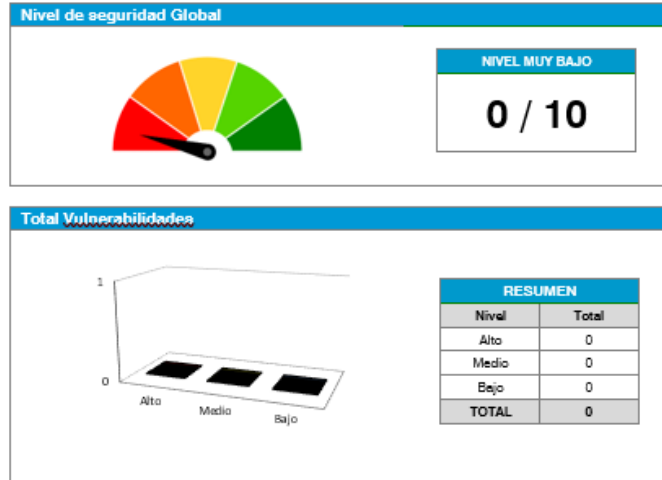 Nivel de seguridad Global
NIVEL MUY BAJO
0 / 10
Total Vulnerabilidades
1
0
Alto
Medio
Bajo
RESUMEN
Nivel Total
Alto 0
Medio 0
Bajo 0
TOTAL 0